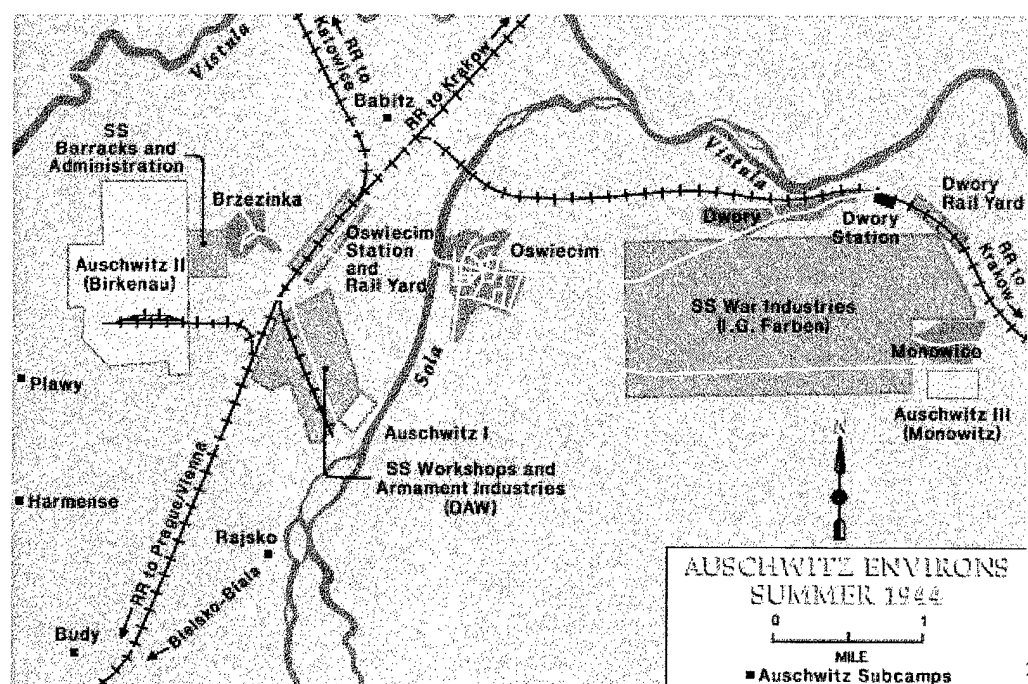 Vistula
RR to
Katowice
RR to Krakow
Babitz
SS
Barracks and
Administration
Brzezinka
Vistula
Dwory
Rail Yard
Oswiecim
Station
and
Rail Yard
Oswiecim
Dwory
Dwory
Station
RR to
Krakow
Auschwitz II
(Birkenau)
SS War Industries
(I.G. Farben)
Sola
Monowice
Plawy
Auschwitz I
Auschwitz III
(Monowitz)
N
SS Workshops and
Armament Industries
(DAW)
Harmense
RR to Prague/Vienna
Rajsko
Bielsko-Biala
Budy
AUSCHWITZ ENVIRONS
SUMMER 1944
0 1
MILE
Auschwitz Subcamps